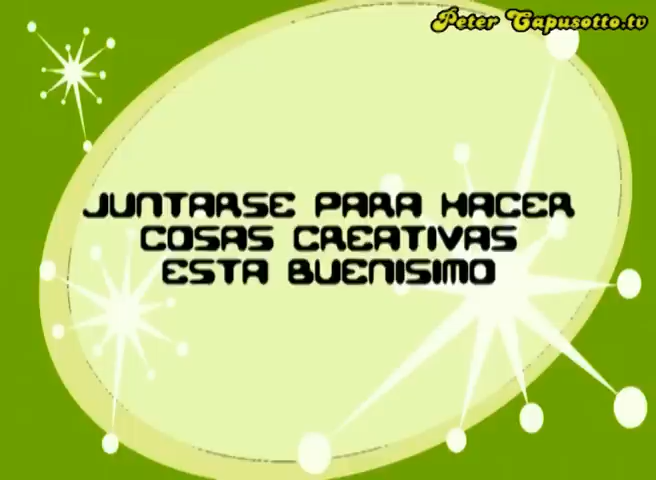 Peter Capusotto.tv
JUNTARSE PARA HACER
COSAS CREATIVAS
ESTA BUENISIMO